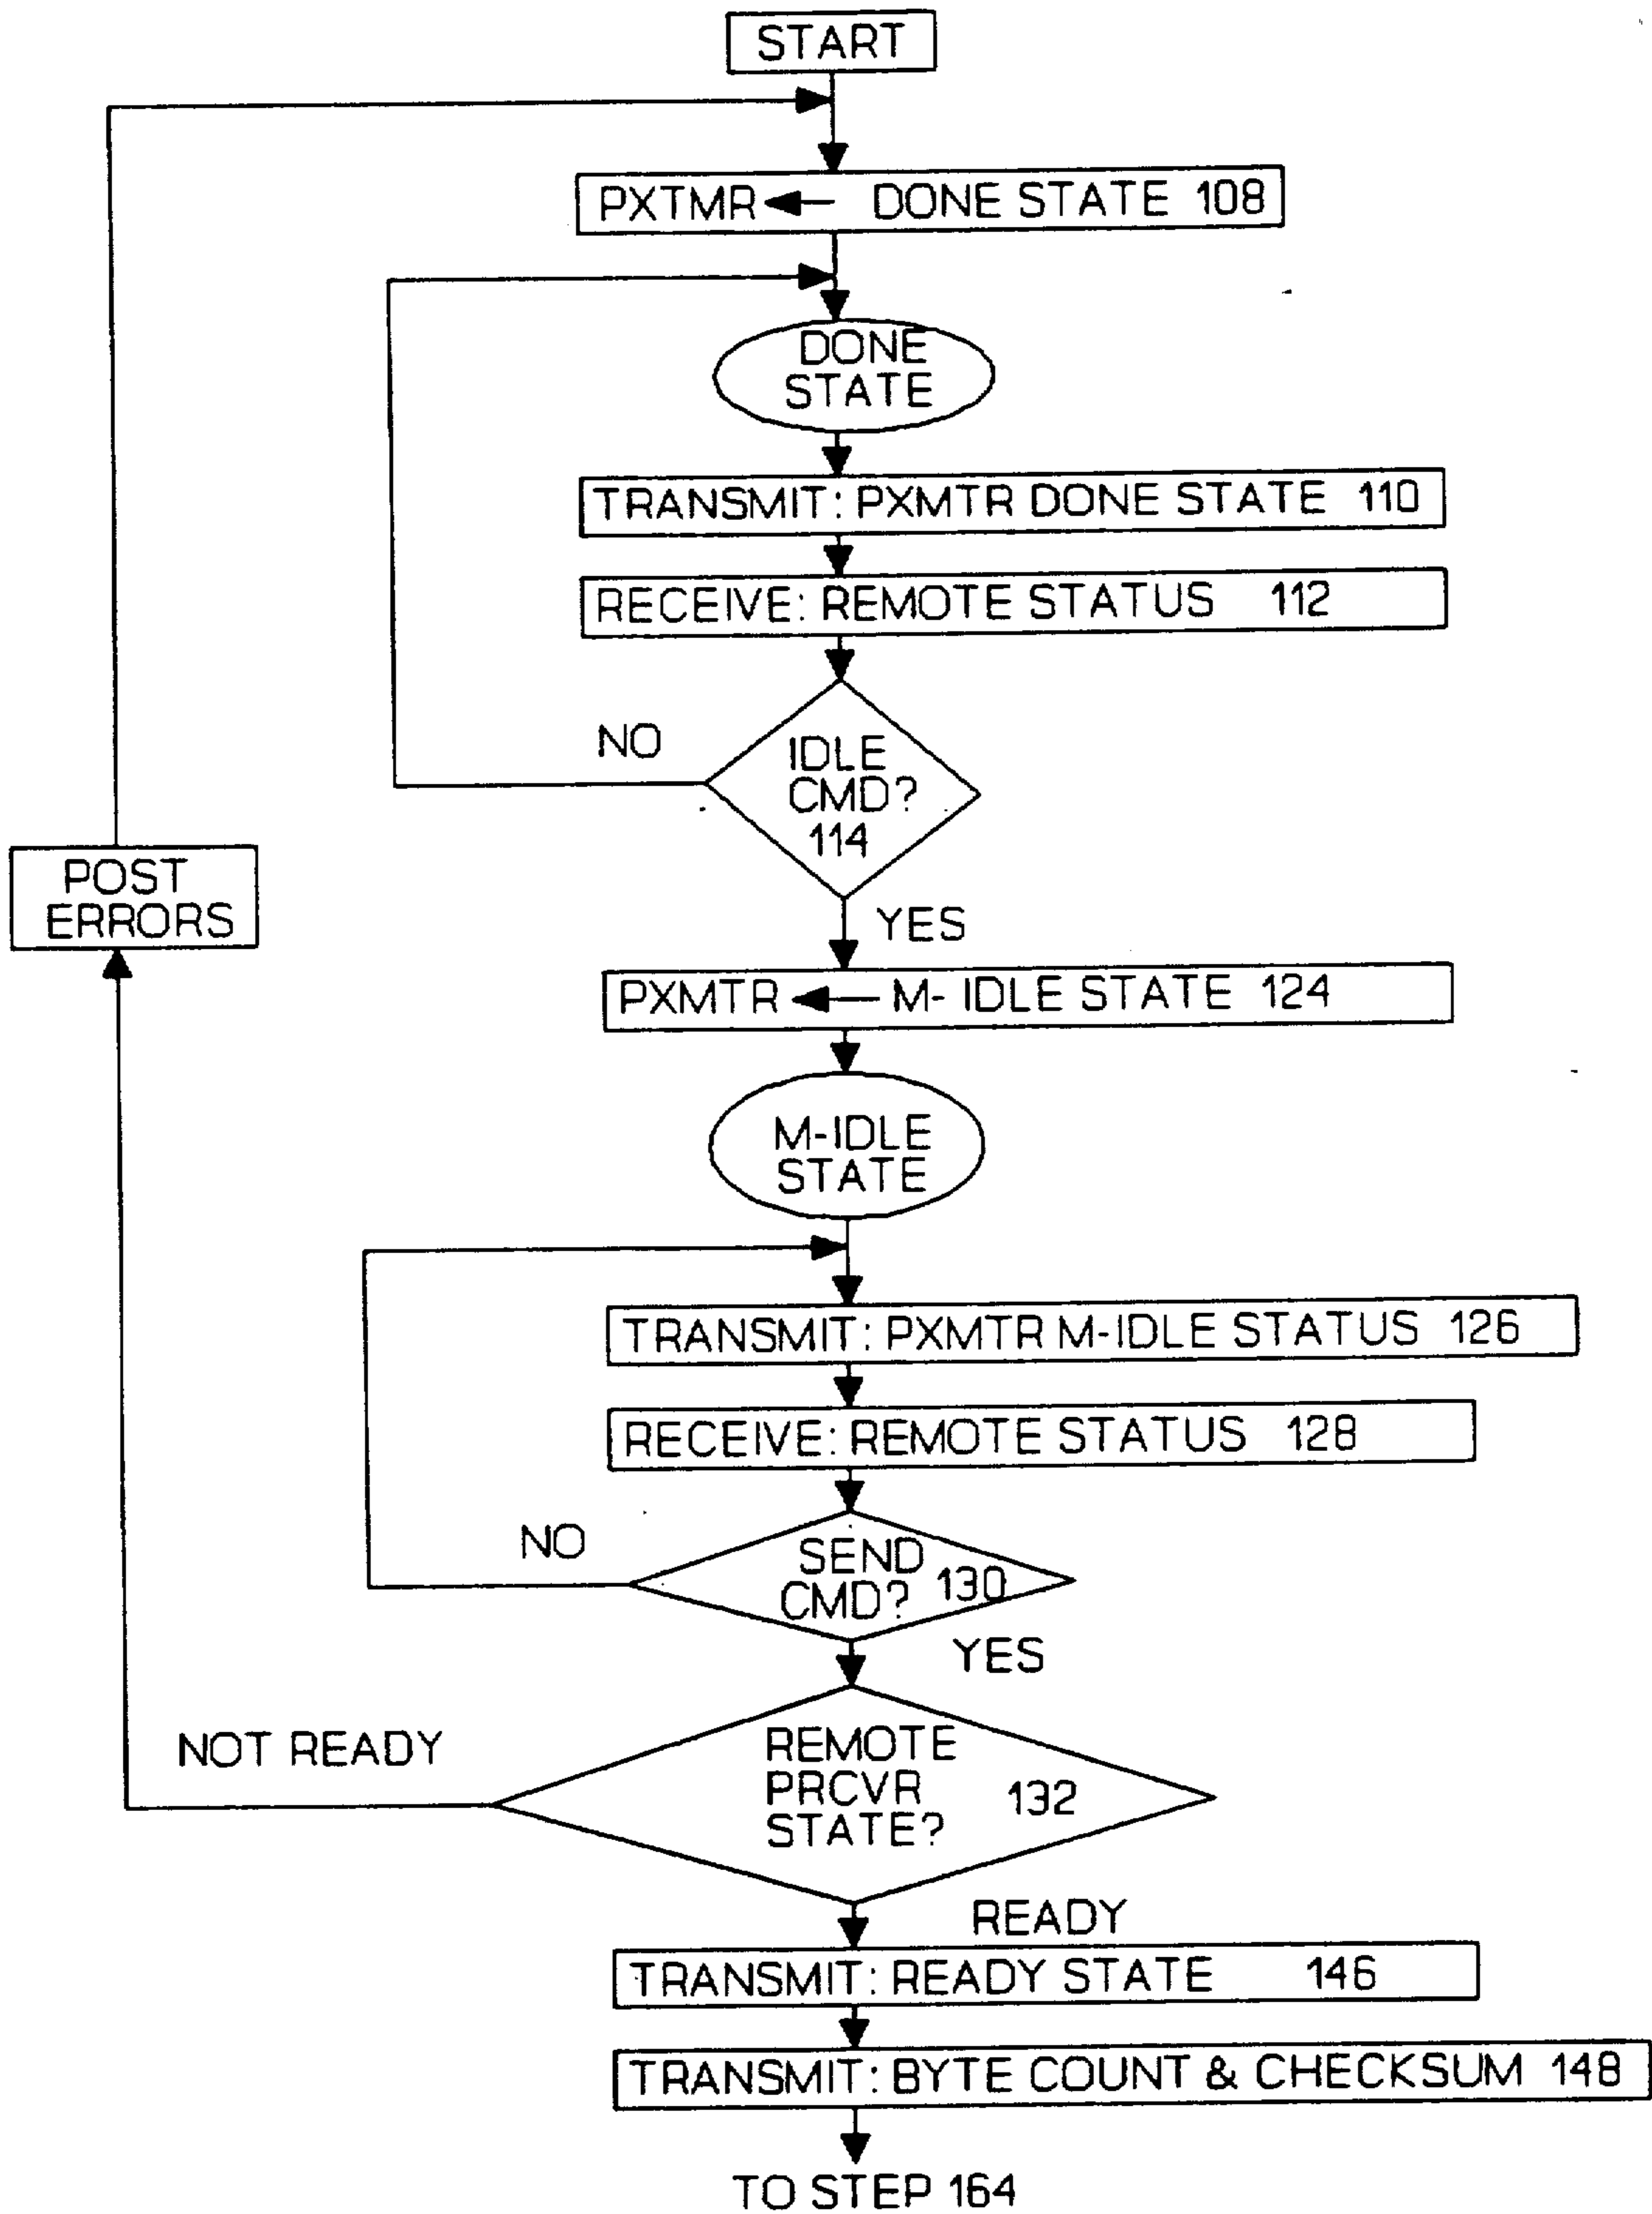 START
PXTMR DONE STATE 108
DONE
STATE
TRANSMIT: PXMTR DONE STATE 110
RECEIVE: REMOTE STATUS 112
NO
IDLE
CMD?
114
YES
POST
ERRORS
PXMTR M- IDLE STATE 124
M-IDLE
STATE
TRANSMIT: PXMTR M-IDLE STATUS 126
RECEIVE: REMOTE STATUS 128
NO
SEND
CMD? 130
YES
NOT READY
REMOTE
PRCVR 132
STATE?
READY
TRANSMIT: READY STATE 146
TRANSMIT: BYTE COUNT & CHECKSUM 148
TO STEP 164